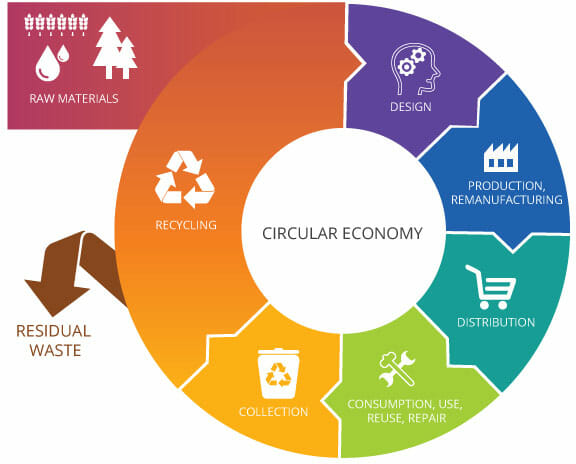 RAW MATERIALS
DESIGN
PRODUCTION,
REMANUFACTURING
RECYCLING
CIRCULAR ECONOMY
DISTRIBUTION
RESIDUAL
WASTE
CONSUMPTION, USE,
REUSE, REPAIR
COLLECTION